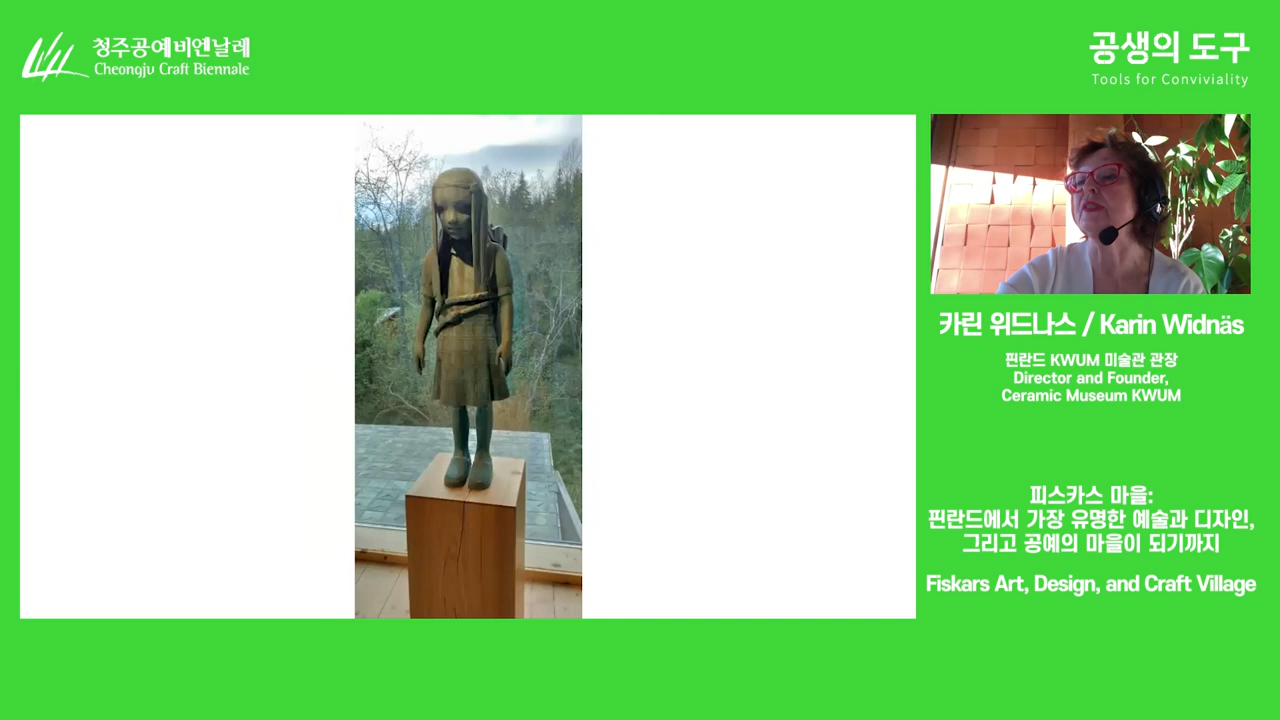 청주공예비엔날레
Cheongju Craft Biennale
공생의 도구
Tools for Conviviality
카린 위드나스 / Karin Widnäs
핀란드 KWUM 미술관 관장
Director and Founder,
Ceramic Museum KWUM
피스카스 마을:
핀란드에서 가장 유명한 예술과 디자인,
그리고 공예의 마을이 되기까지
Fiskars Art, Design, and Craft Village